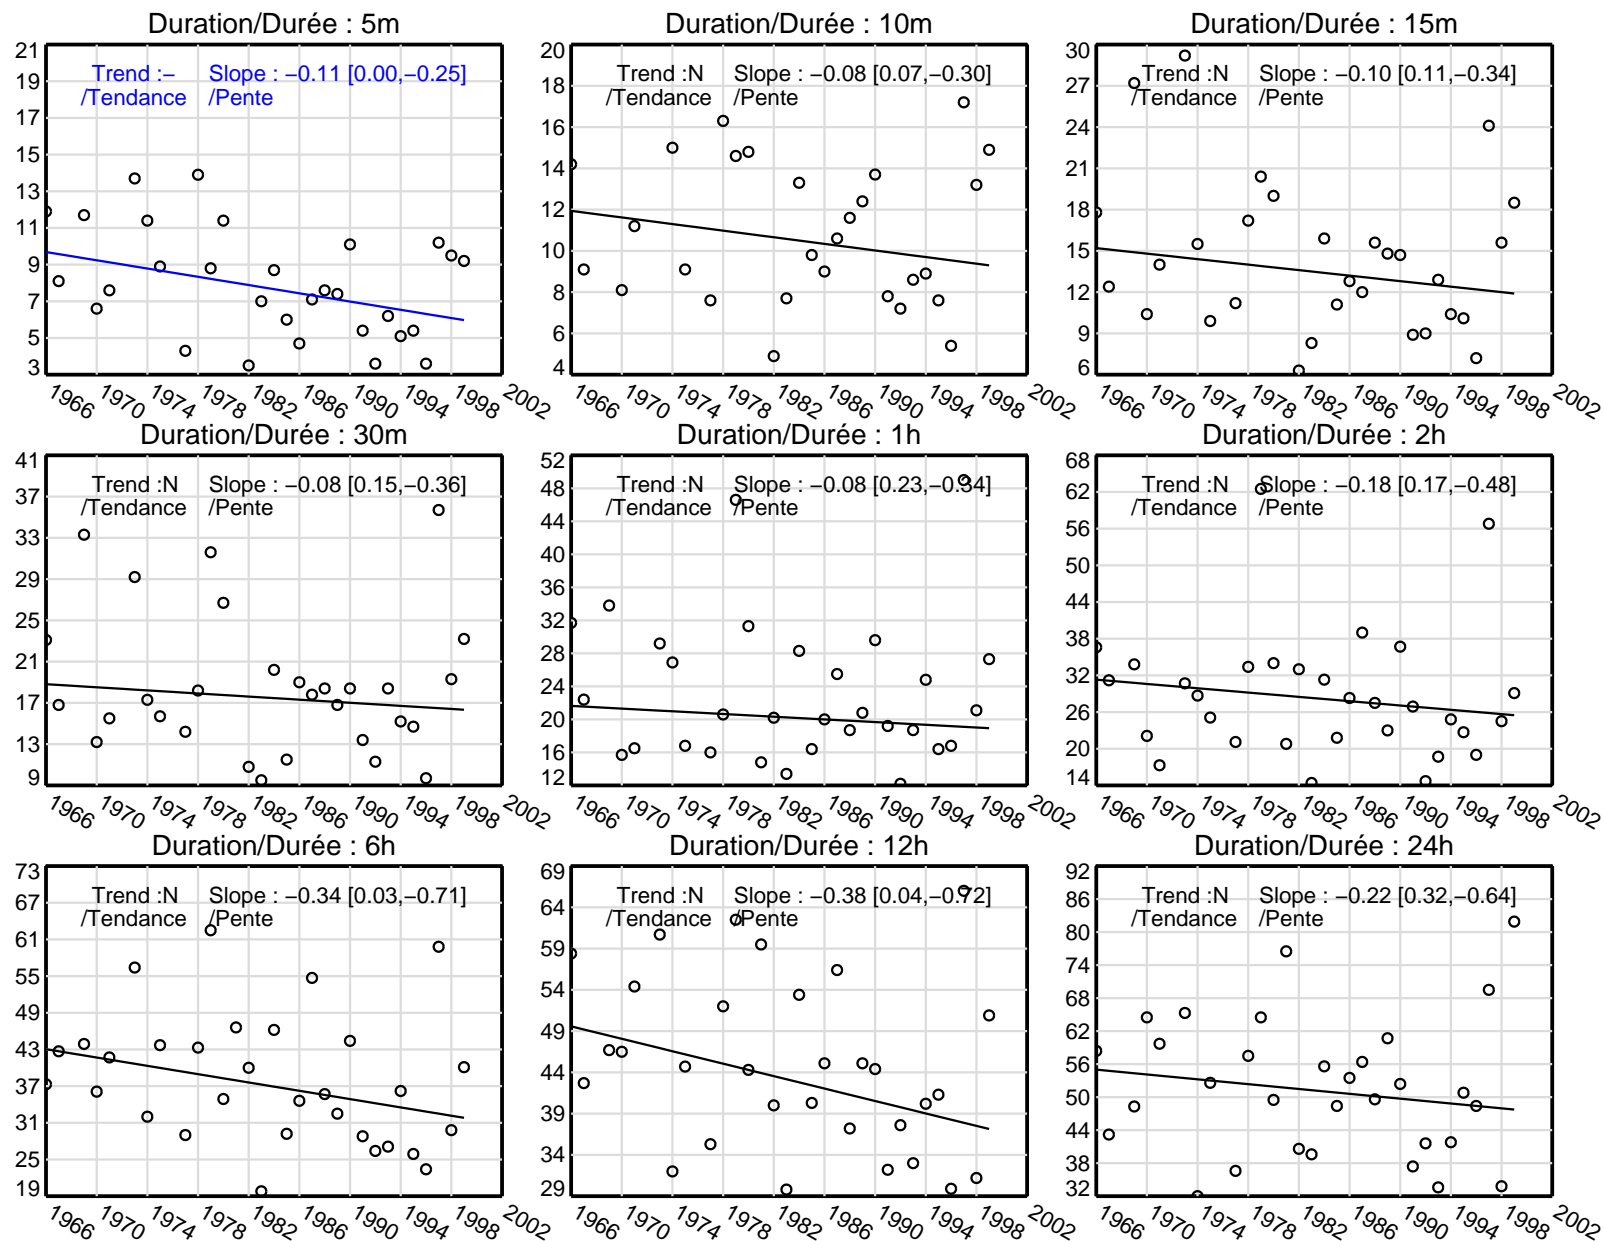 Duration/Durée : 5m
Trend :− Slope : −0.11 [0.00,−0.25]
/Tendance /Pente
21
19
17
15
13
11
9
7
5
3
1966 1970 1974 1978 1982 1986 1990 1994 1998 2002
Duration/Durée : 10m
Trend :N Slope : −0.08 [0.07,−0.30]
/Tendance /Pente
20
18
16
14
12
10
8
6
4
1966 1970 1974 1978 1982 1986 1990 1994 1998 2002
Duration/Durée : 15m
Trend :N Slope : −0.10 [0.11,−0.34]
/Tendance /Pente
30
27
24
21
18
15
12
9
6
1966 1970 1974 1978 1982 1986 1990 1994 1998 2002
Duration/Durée : 30m
Trend :N Slope : −0.08 [0.15,−0.36]
/Tendance /Pente
41
37
33
29
25
21
17
13
9
1966 1970 1974 1978 1982 1986 1990 1994 1998 2002
Duration/Durée : 1h
Trend :N Slope : −0.08 [0.23,−0.34]
/Tendance /Pente
52
48
44
40
36
32
28
24
20
16
12
1966 1970 1974 1978 1982 1986 1990 1994 1998 2002
Duration/Durée : 2h
Trend :N Slope : −0.18 [0.17,−0.48]
/Tendance /Pente
68
62
56
50
44
38
32
26
20
14
1966 1970 1974 1978 1982 1986 1990 1994 1998 2002
Duration/Durée : 6h
Trend :N Slope : −0.34 [0.03,−0.71]
/Tendance /Pente
73
67
61
55
49
43
37
31
25
19
1966 1970 1974 1978 1982 1986 1990 1994 1998 2002
Duration/Durée : 12h
Trend :N Slope : −0.38 [0.04,−0.72]
/Tendance /Pente
69
64
59
54
49
44
39
34
29
1966 1970 1974 1978 1982 1986 1990 1994 1998 2002
Duration/Durée : 24h
Trend :N Slope : −0.22 [0.32,−0.64]
/Tendance /Pente
92
86
80
74
68
62
56
50
44
38
32
1966 1970 1974 1978 1982 1986 1990 1994 1998 2002